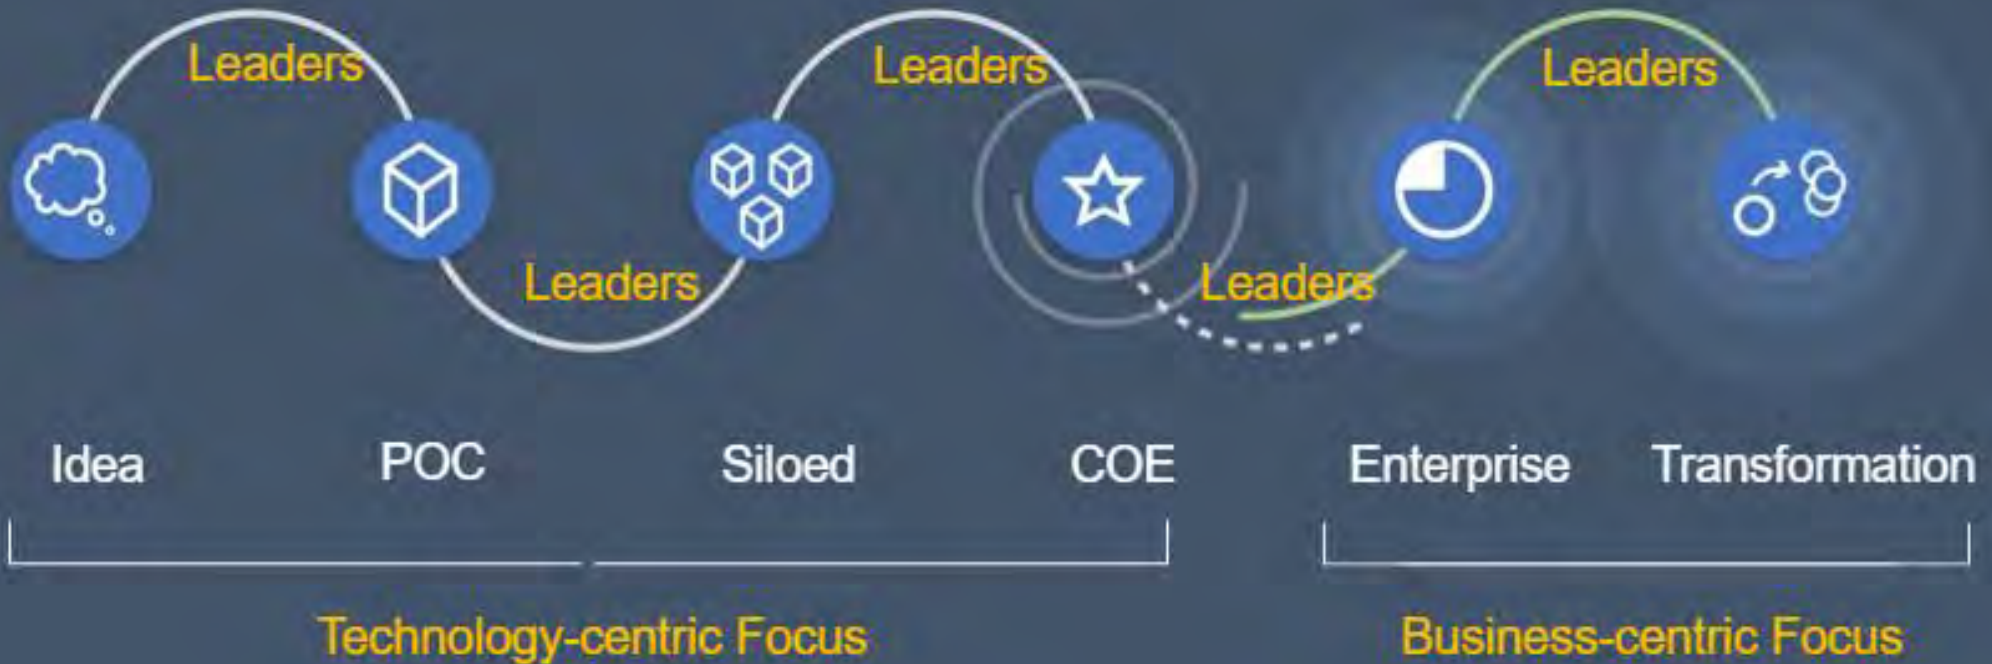 Leaders
Leaders
Leaders
Leaders
Leaders
Idea
POC
Siloed
COE
Enterprise
Transformation
Technology-centric Focus
Business-centric Focus